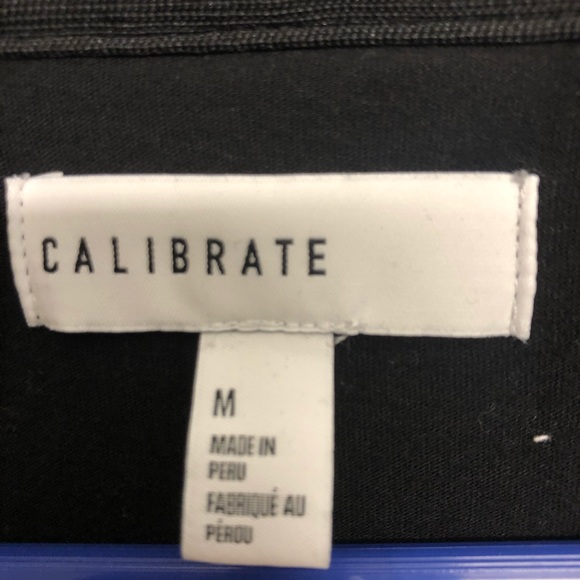 CALIBRATE
M
MADE IN
PERU
FABRIQUÉ AU
PÉROU